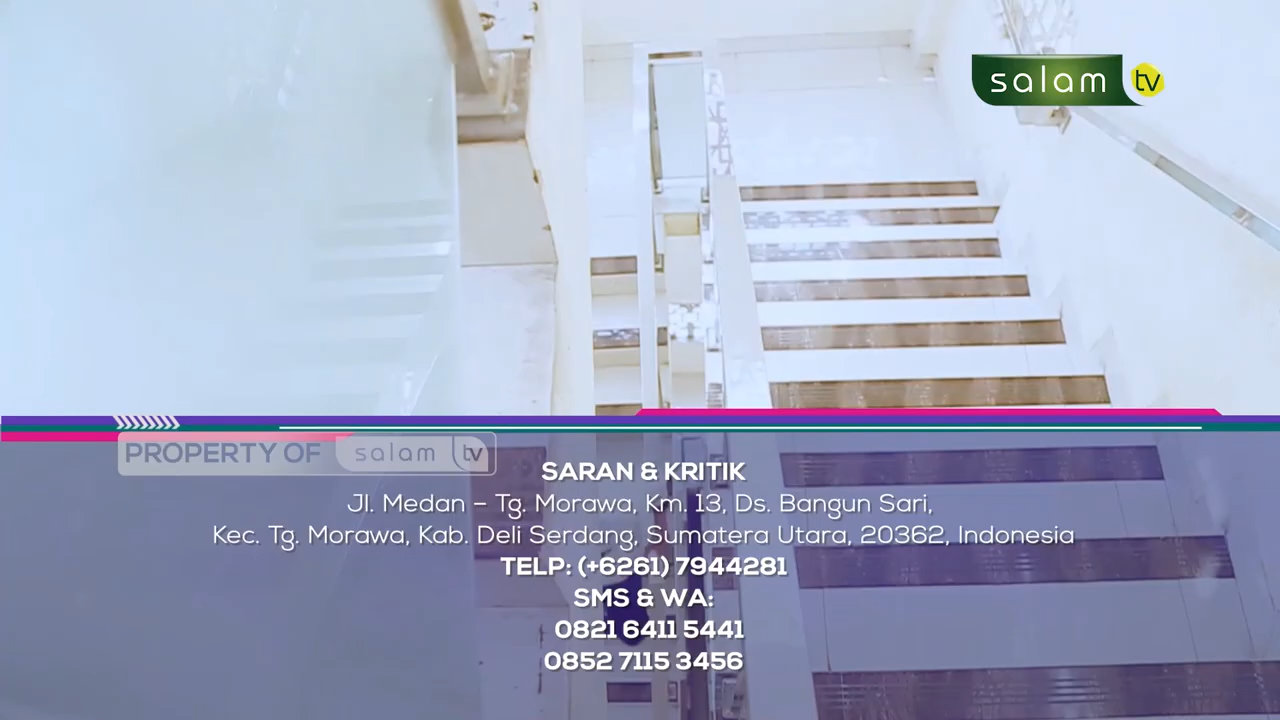 salam tv
PROPERTY OF salam tv
SARAN & KRITIK
Jl. Medan – Tg. Morawa, Km. 13, Ds. Bangun Sari,
Kec. Tg. Morawa, Kab. Deli Serdang, Sumatera Utara, 20362, Indonesia
TELP: (+6261) 7944281
SMS & WA:
0821 6411 5441
0852 7115 3456